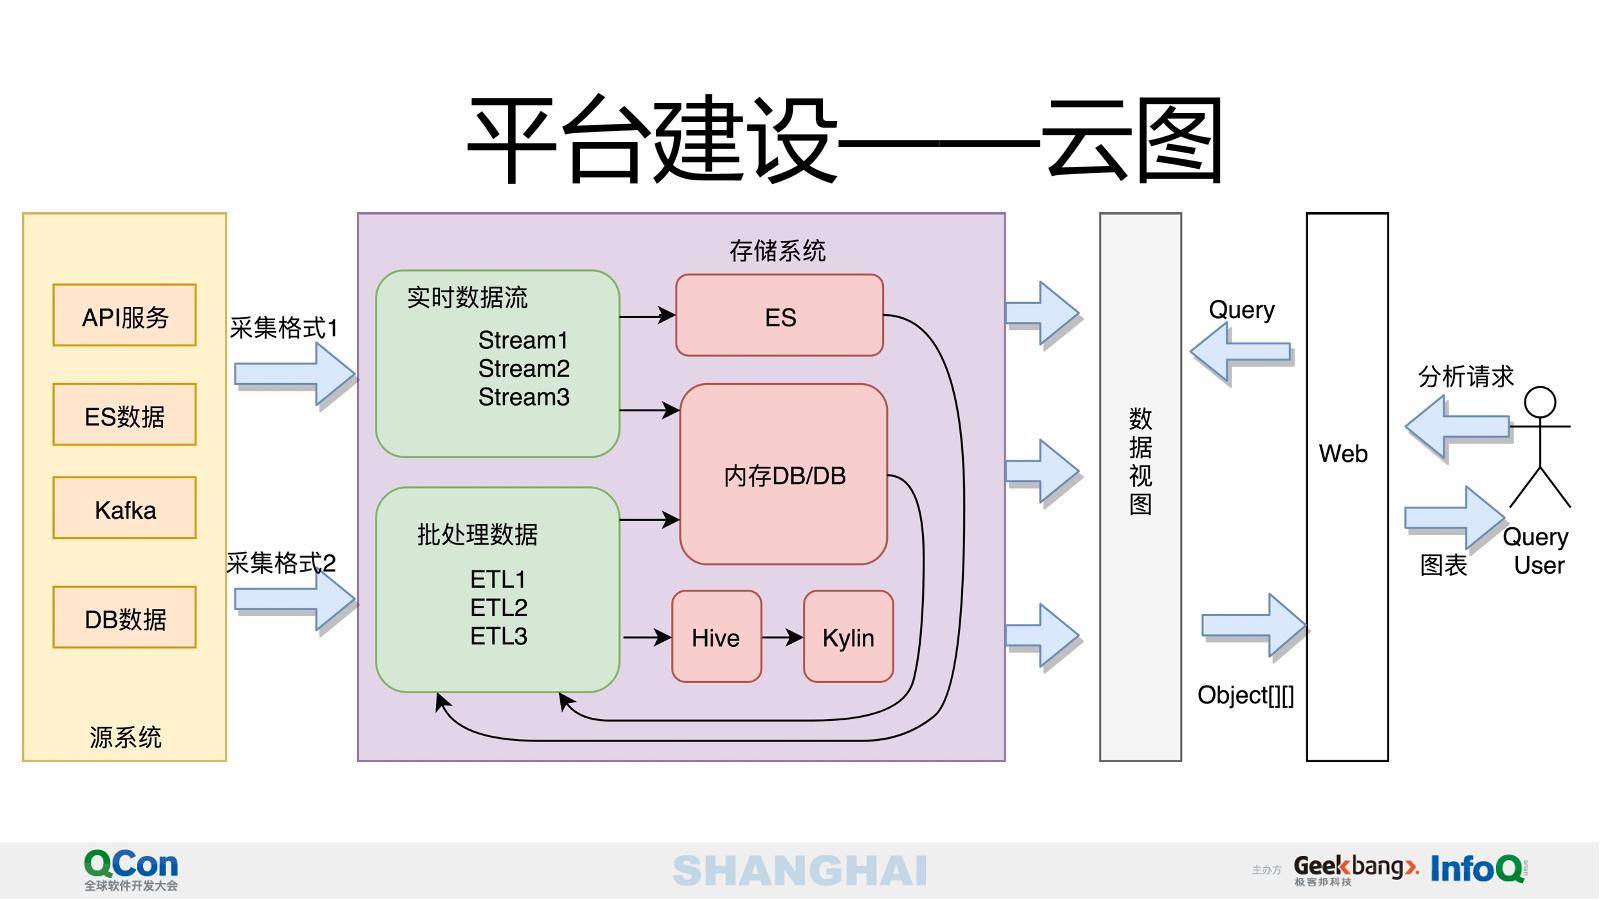 平台建设——云图
API服务
ES数据
Kafka
DB数据
源系统
采集格式1
采集格式2
存储系统
实时数据流
Stream1
Stream2
Stream3
批处理数据
ETL1
ETL2
ETL3
ES
内存DB/DB
Hive
Kylin
数
据
视
图
Query
Object[][]
Web
分析请求
图表
Query
User
QCon
全球软件开发大会
SHANGHAI
主办方
Geekbang>.
极客邦科技
InfoQ